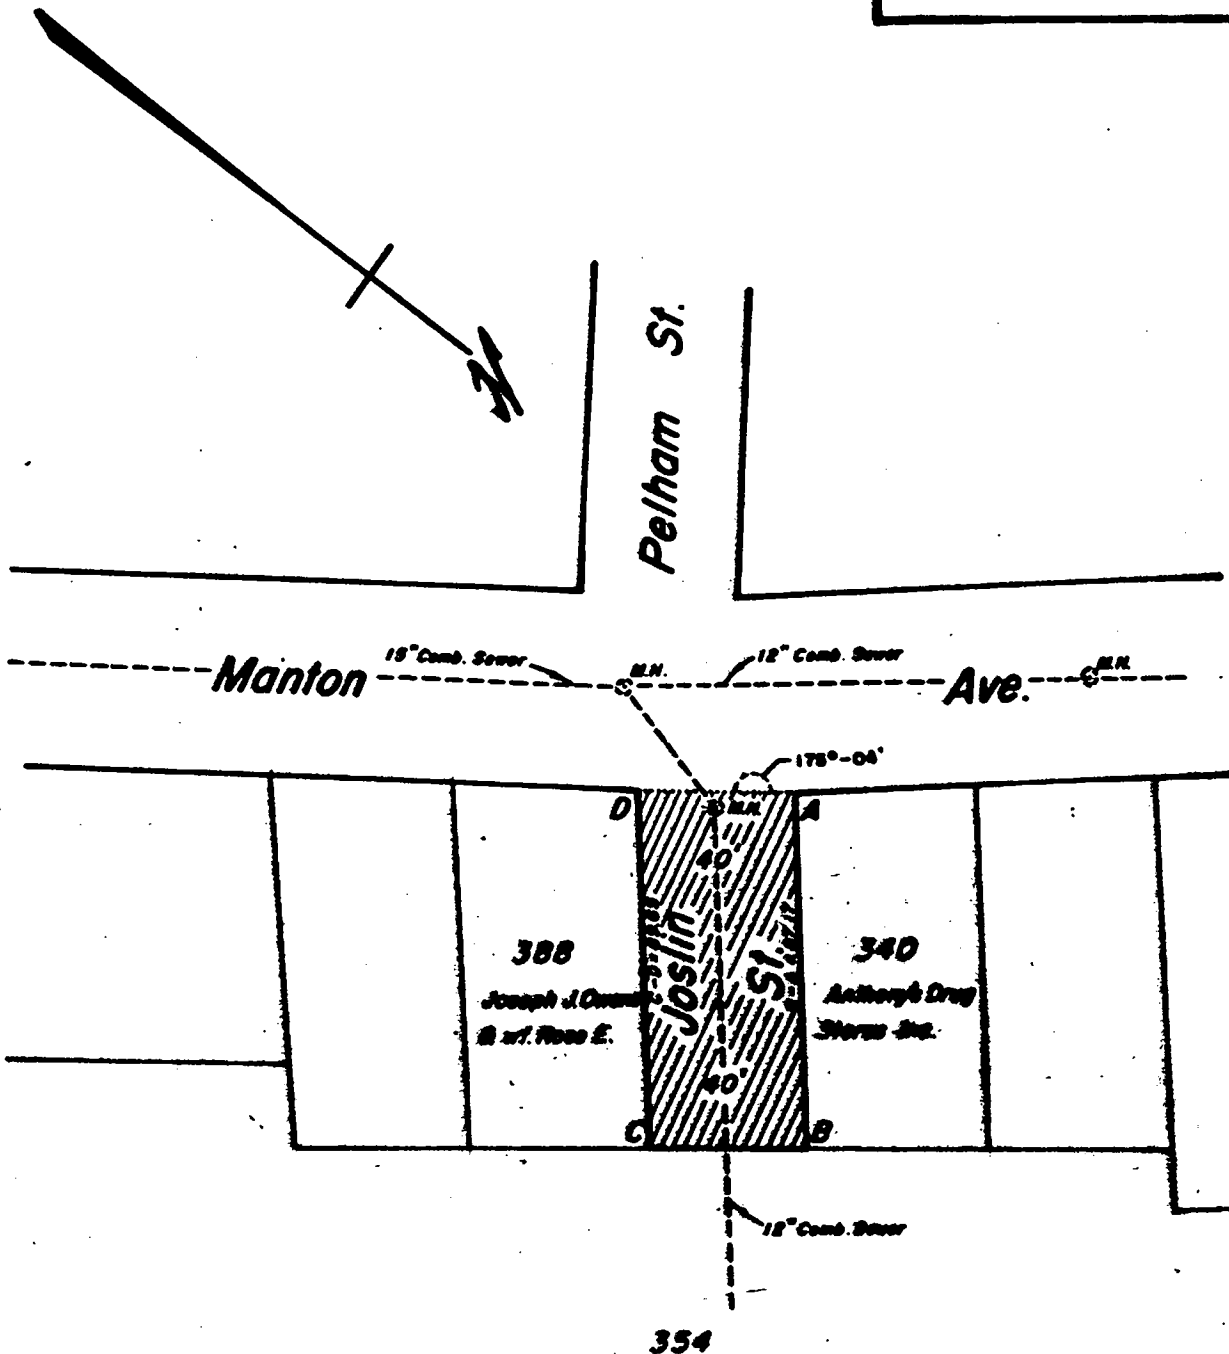 N
Pelham St.
Manton Ave.
15" Comb. Sewer
M.H.
12" Comb. Sewer
M.H.
175°-04'
D
M.H.
A
40'
Joslin St.
388
Joseph J.
& wf. Rose E.
340
Anthony's Drug
Stores Inc.
40'
C
B
12" Comb. Sewer
354